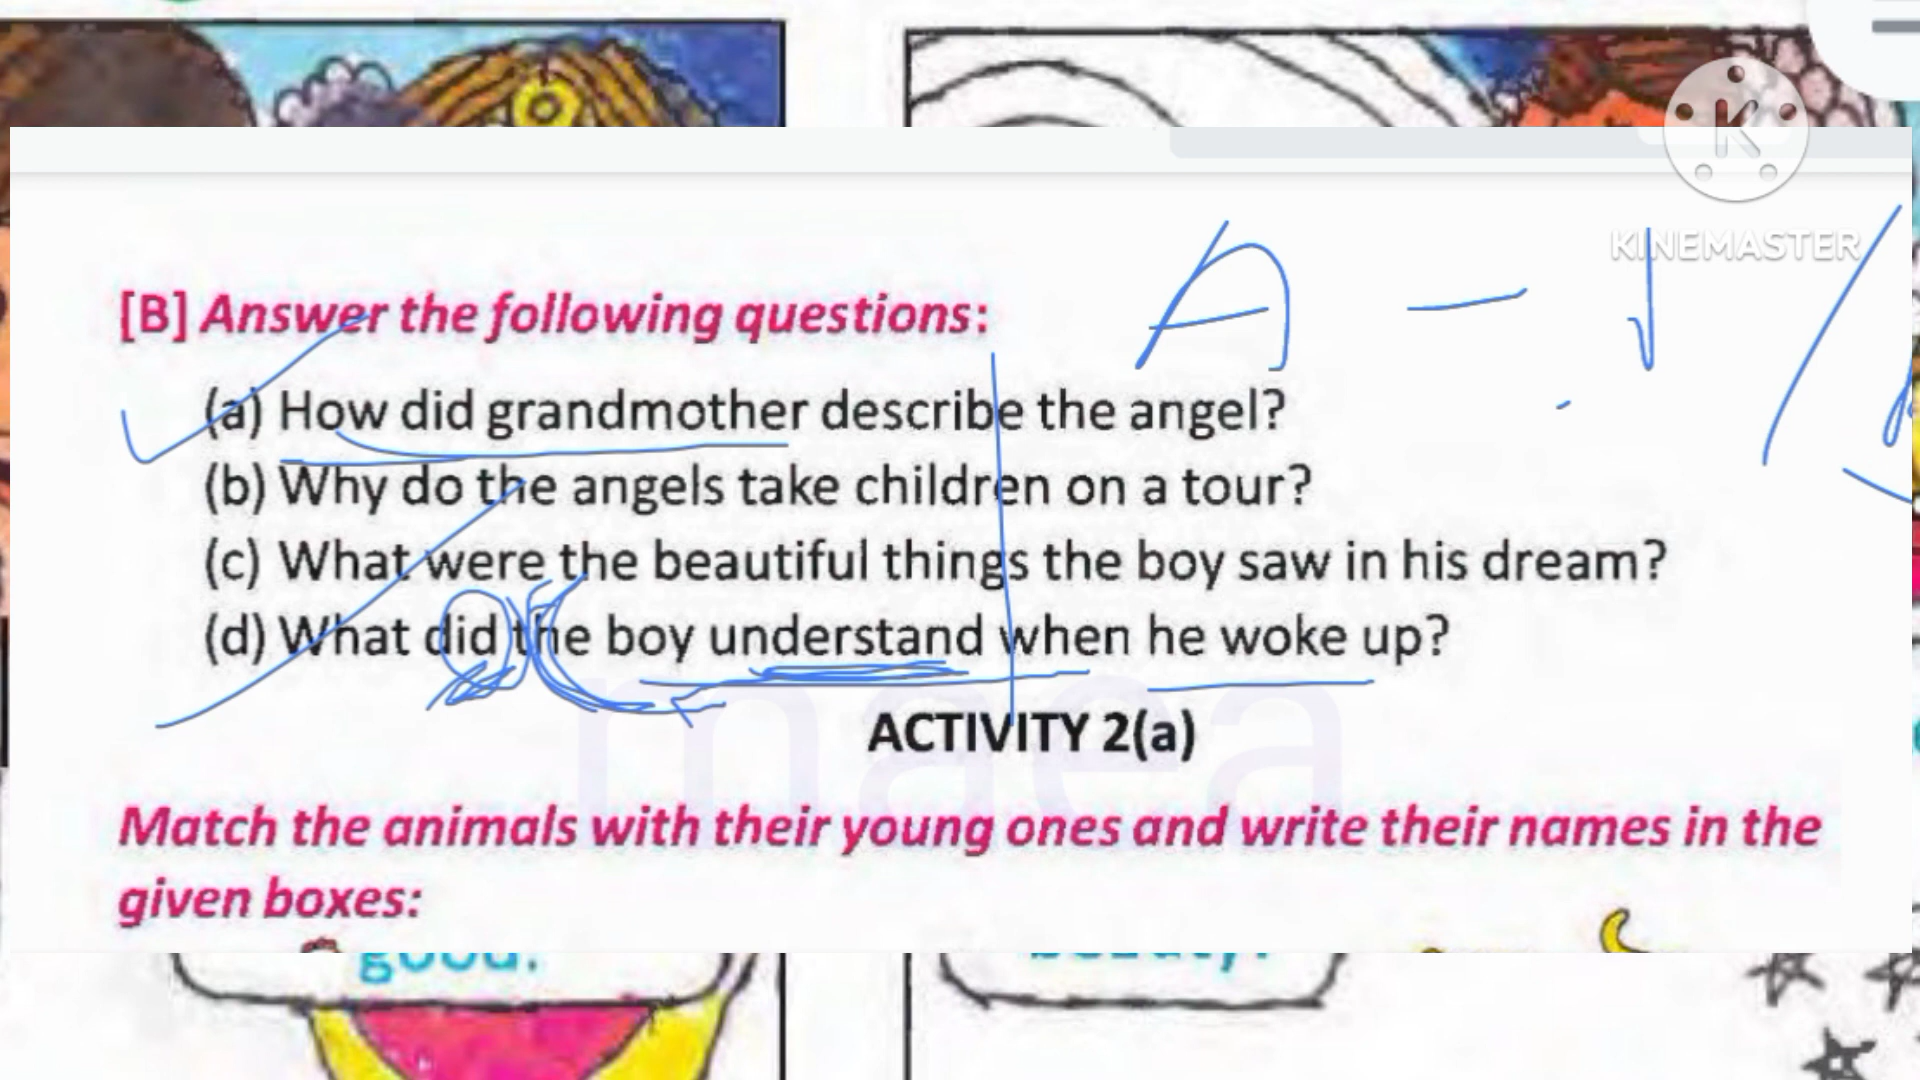 KINEMASTER
[B] Answer the following questions:
A
(a) How did grandmother describe the angel?
(b) Why do the angels take children on a tour?
(c) What were the beautiful things the boy saw in his dream?
(d) What did the boy understand when he woke up?
ACTIVITY 2(a)
Match the animals with their young ones and write their names in the
given boxes:
good.